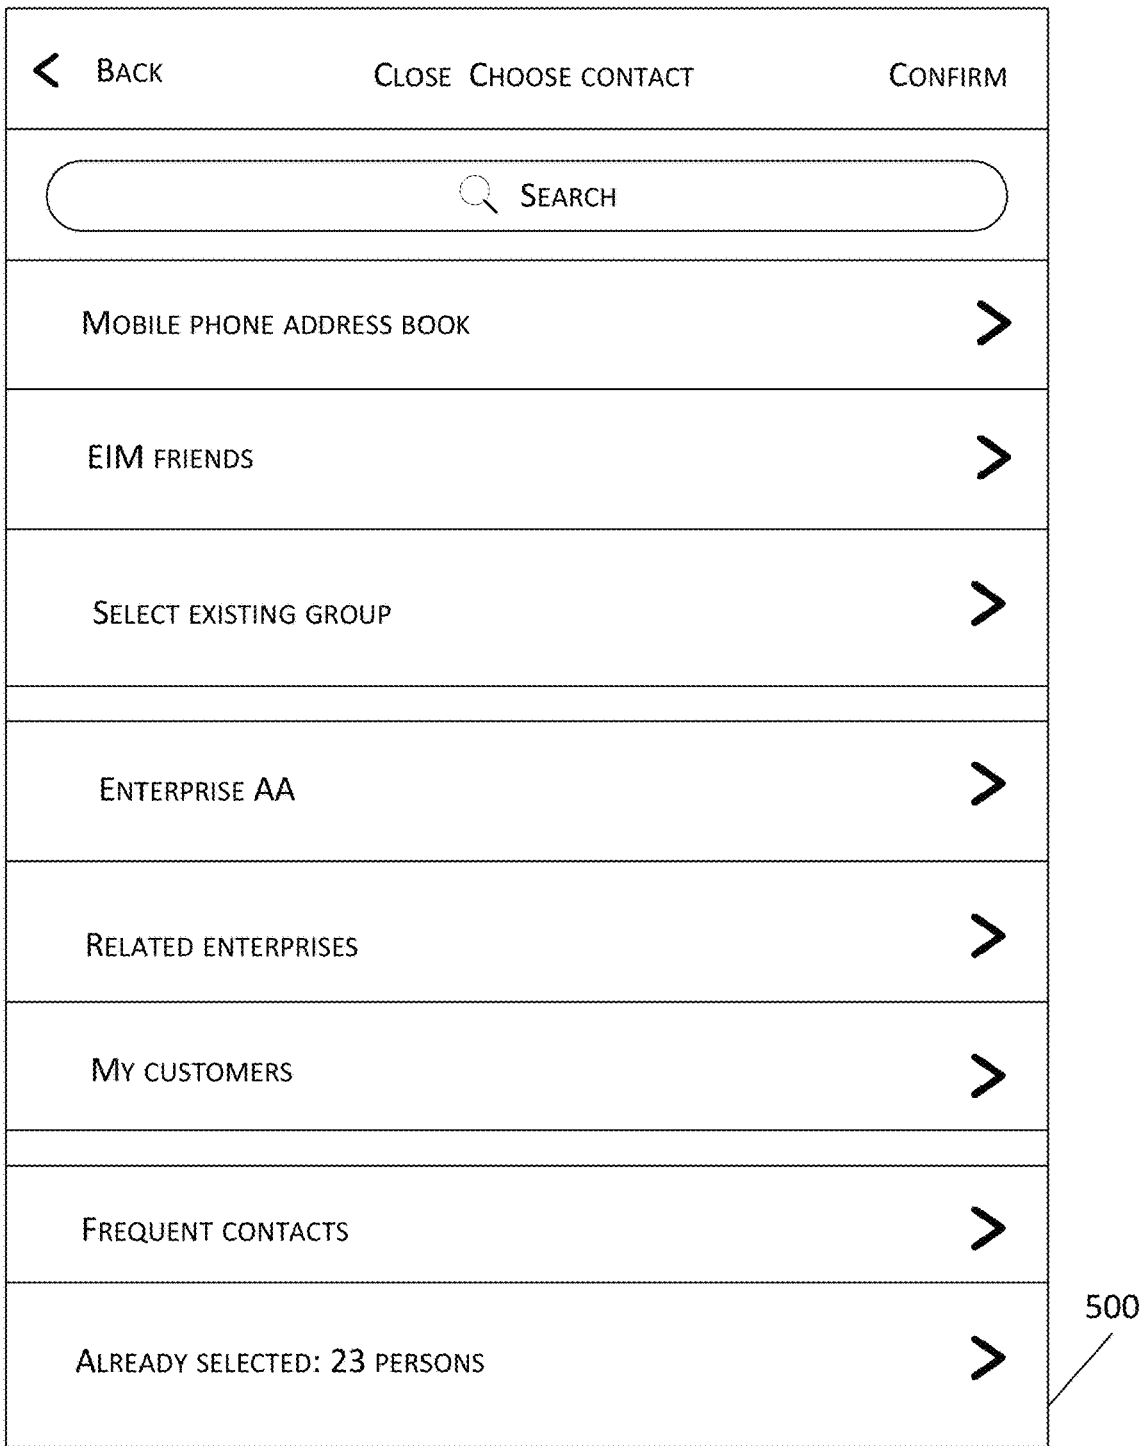 Back Close Choose contact Confirm
Search
Mobile phone address book
EIM friends
Select existing group
Enterprise AA
Related enterprises
My customers
Frequent contacts
Already selected: 23 persons
500